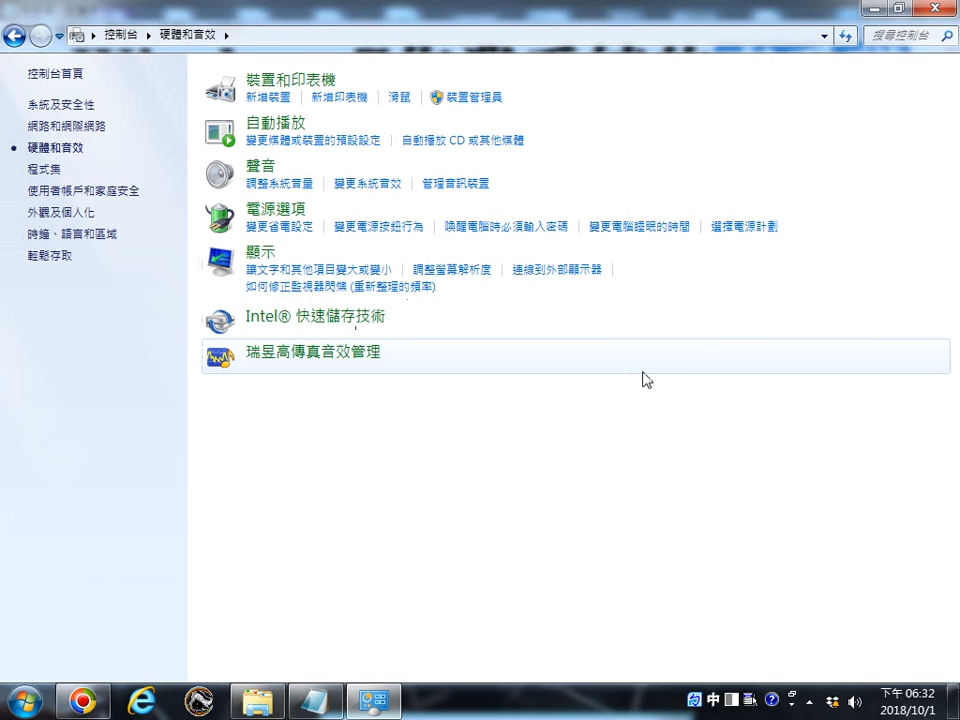 控制台 ▸ 硬體和音效 ▸
搜尋控制台
控制台首頁
系統及安全性
網路和網際網路
硬體和音效
程式集
使用者帳戶和家庭安全
外觀及個人化
時鐘、語言和區域
輕鬆存取
裝置和印表機
新增裝置 | 新增印表機 | 滑鼠 | 裝置管理員
自動播放
變更媒體或裝置的預設設定 | 自動播放 CD 或其他媒體
聲音
調整系統音量 | 變更系統音效 | 管理音訊裝置
電源選項
變更省電設定 | 變更電源按鈕行為 | 喚醒電腦時必須輸入密碼 | 變更電腦睡眠的時間 | 選擇電源計劃
顯示
讓文字和其他項目變大或變小 | 調整螢幕解析度 | 連線到外部顯示器 |
如何修正監視器閃爍 (重新整理的頻率)
Intel® 快速儲存技術
瑞昱高傳真音效管理
中
下午 06:32
2018/10/1